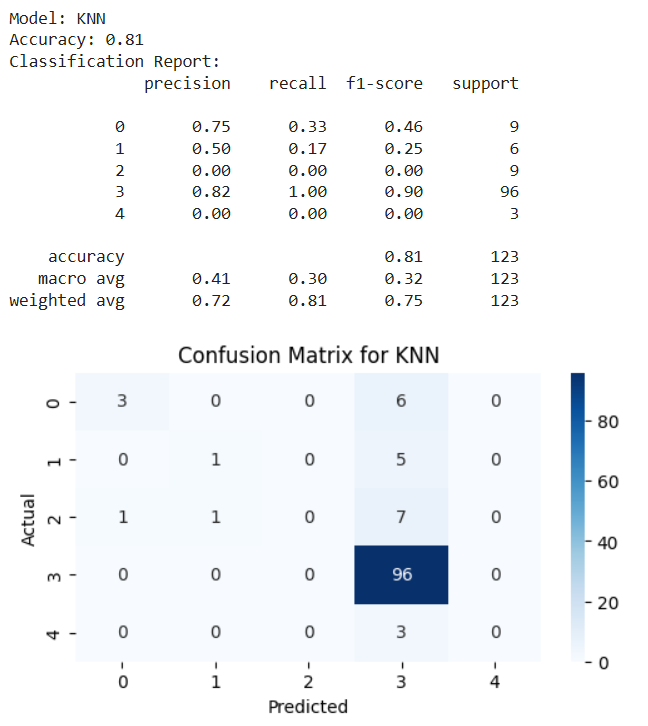 Model: KNN
Accuracy: 0.81
Classification Report:
precision recall f1-score support
0 0.75 0.33 0.46 9
1 0.50 0.17 0.25 6
2 0.00 0.00 0.00 9
3 0.82 1.00 0.90 96
4 0.00 0.00 0.00 3
accuracy 0.81 123
macro avg 0.41 0.30 0.32 123
weighted avg 0.72 0.81 0.75 123
Confusion Matrix for KNN
Actual
0 3 0 0 6 0
1 0 1 0 5 0
2 1 1 0 7 0
3 0 0 0 96 0
4 0 0 0 3 0
0 1 2 3 4
Predicted
80
60
40
20
0